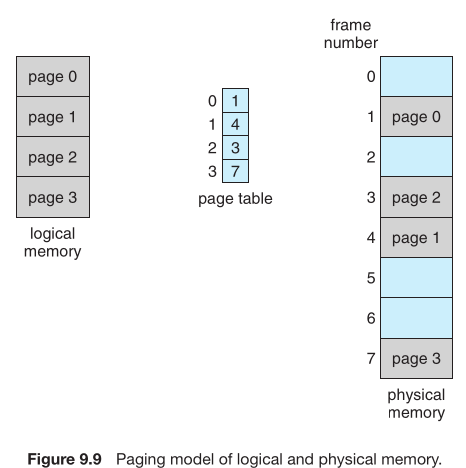 frame
number
page 0
page 1
page 2
page 3
logical
memory
0 1
1 4
2 3
3 7
page table
0
1 page 0
2
3 page 2
4 page 1
5
6
7 page 3
physical
memory
Figure 9.9 Paging model of logical and physical memory.